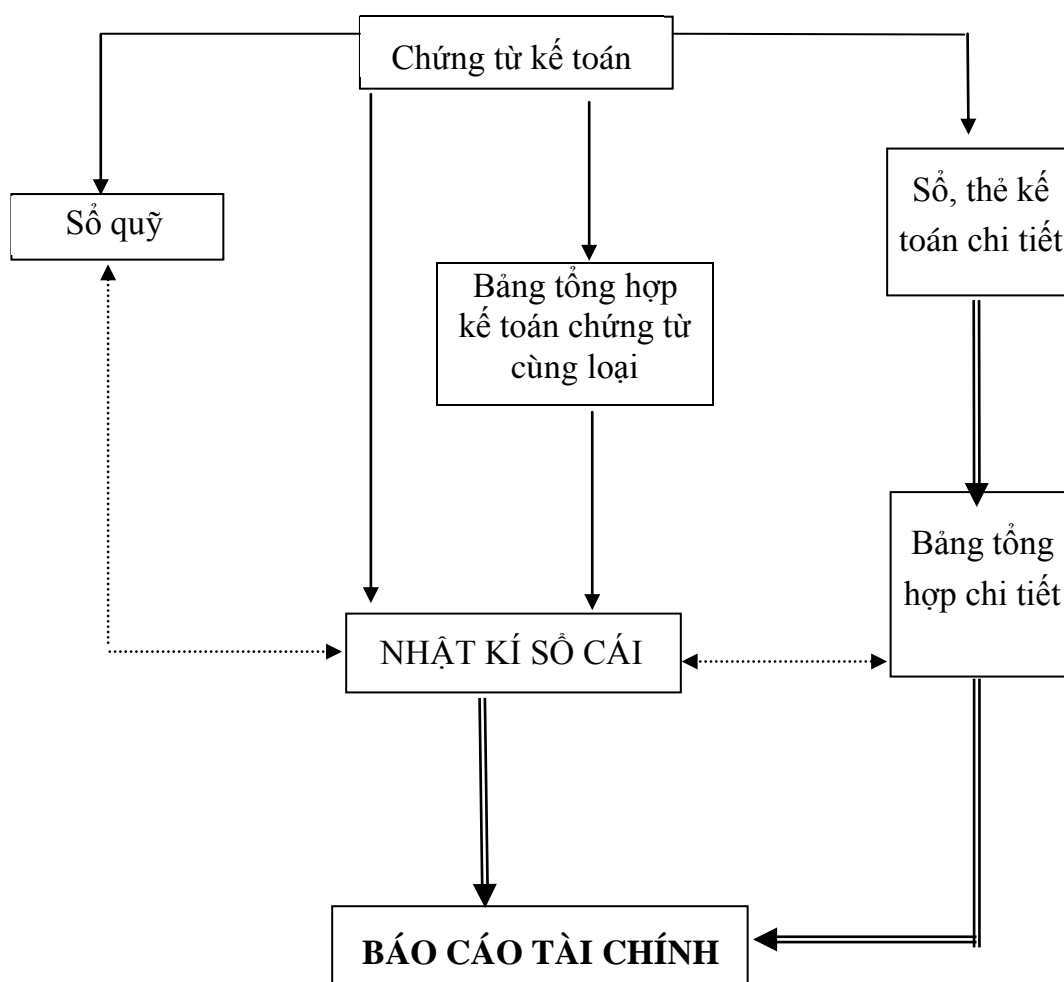 Chứng từ kế toán
Sổ quỹ
Sổ, thẻ kế
toán chi tiết
Bảng tổng hợp
kế toán chứng từ
cùng loại
Bảng tổng
hợp chi tiết
NHẬT KÍ SỔ CÁI
BÁO CÁO TÀI CHÍNH